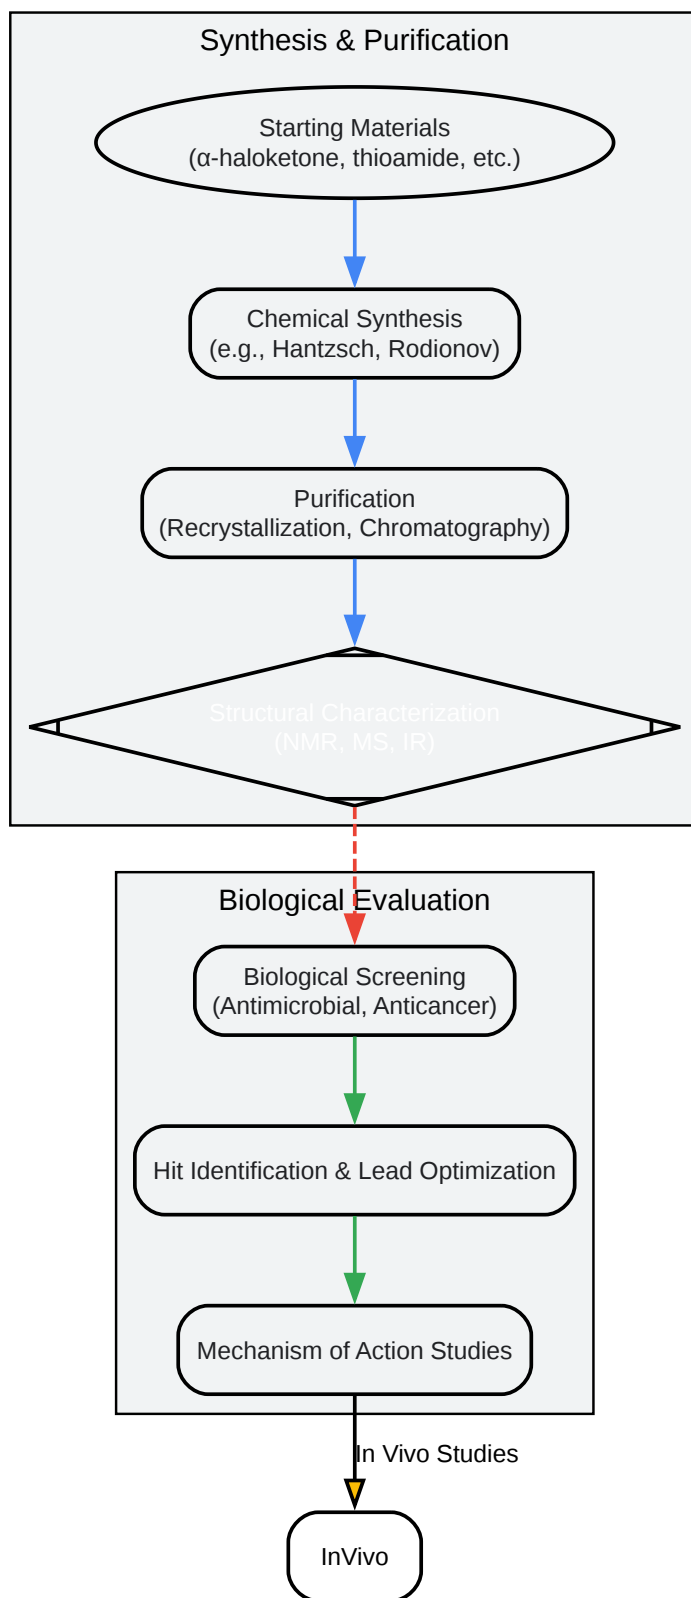 Synthesis & Purification
Starting Materials
(α-haloketone, thioamide, etc.)
Chemical Synthesis
(e.g., Hantzsch, Rodionov)
Purification
(Recrystallization, Chromatography)
Structural Characterization
(NMR, MS, IR)
Biological Evaluation
Biological Screening
(Antimicrobial, Anticancer)
Hit Identification & Lead Optimization
Mechanism of Action Studies
In Vivo Studies
InVivo